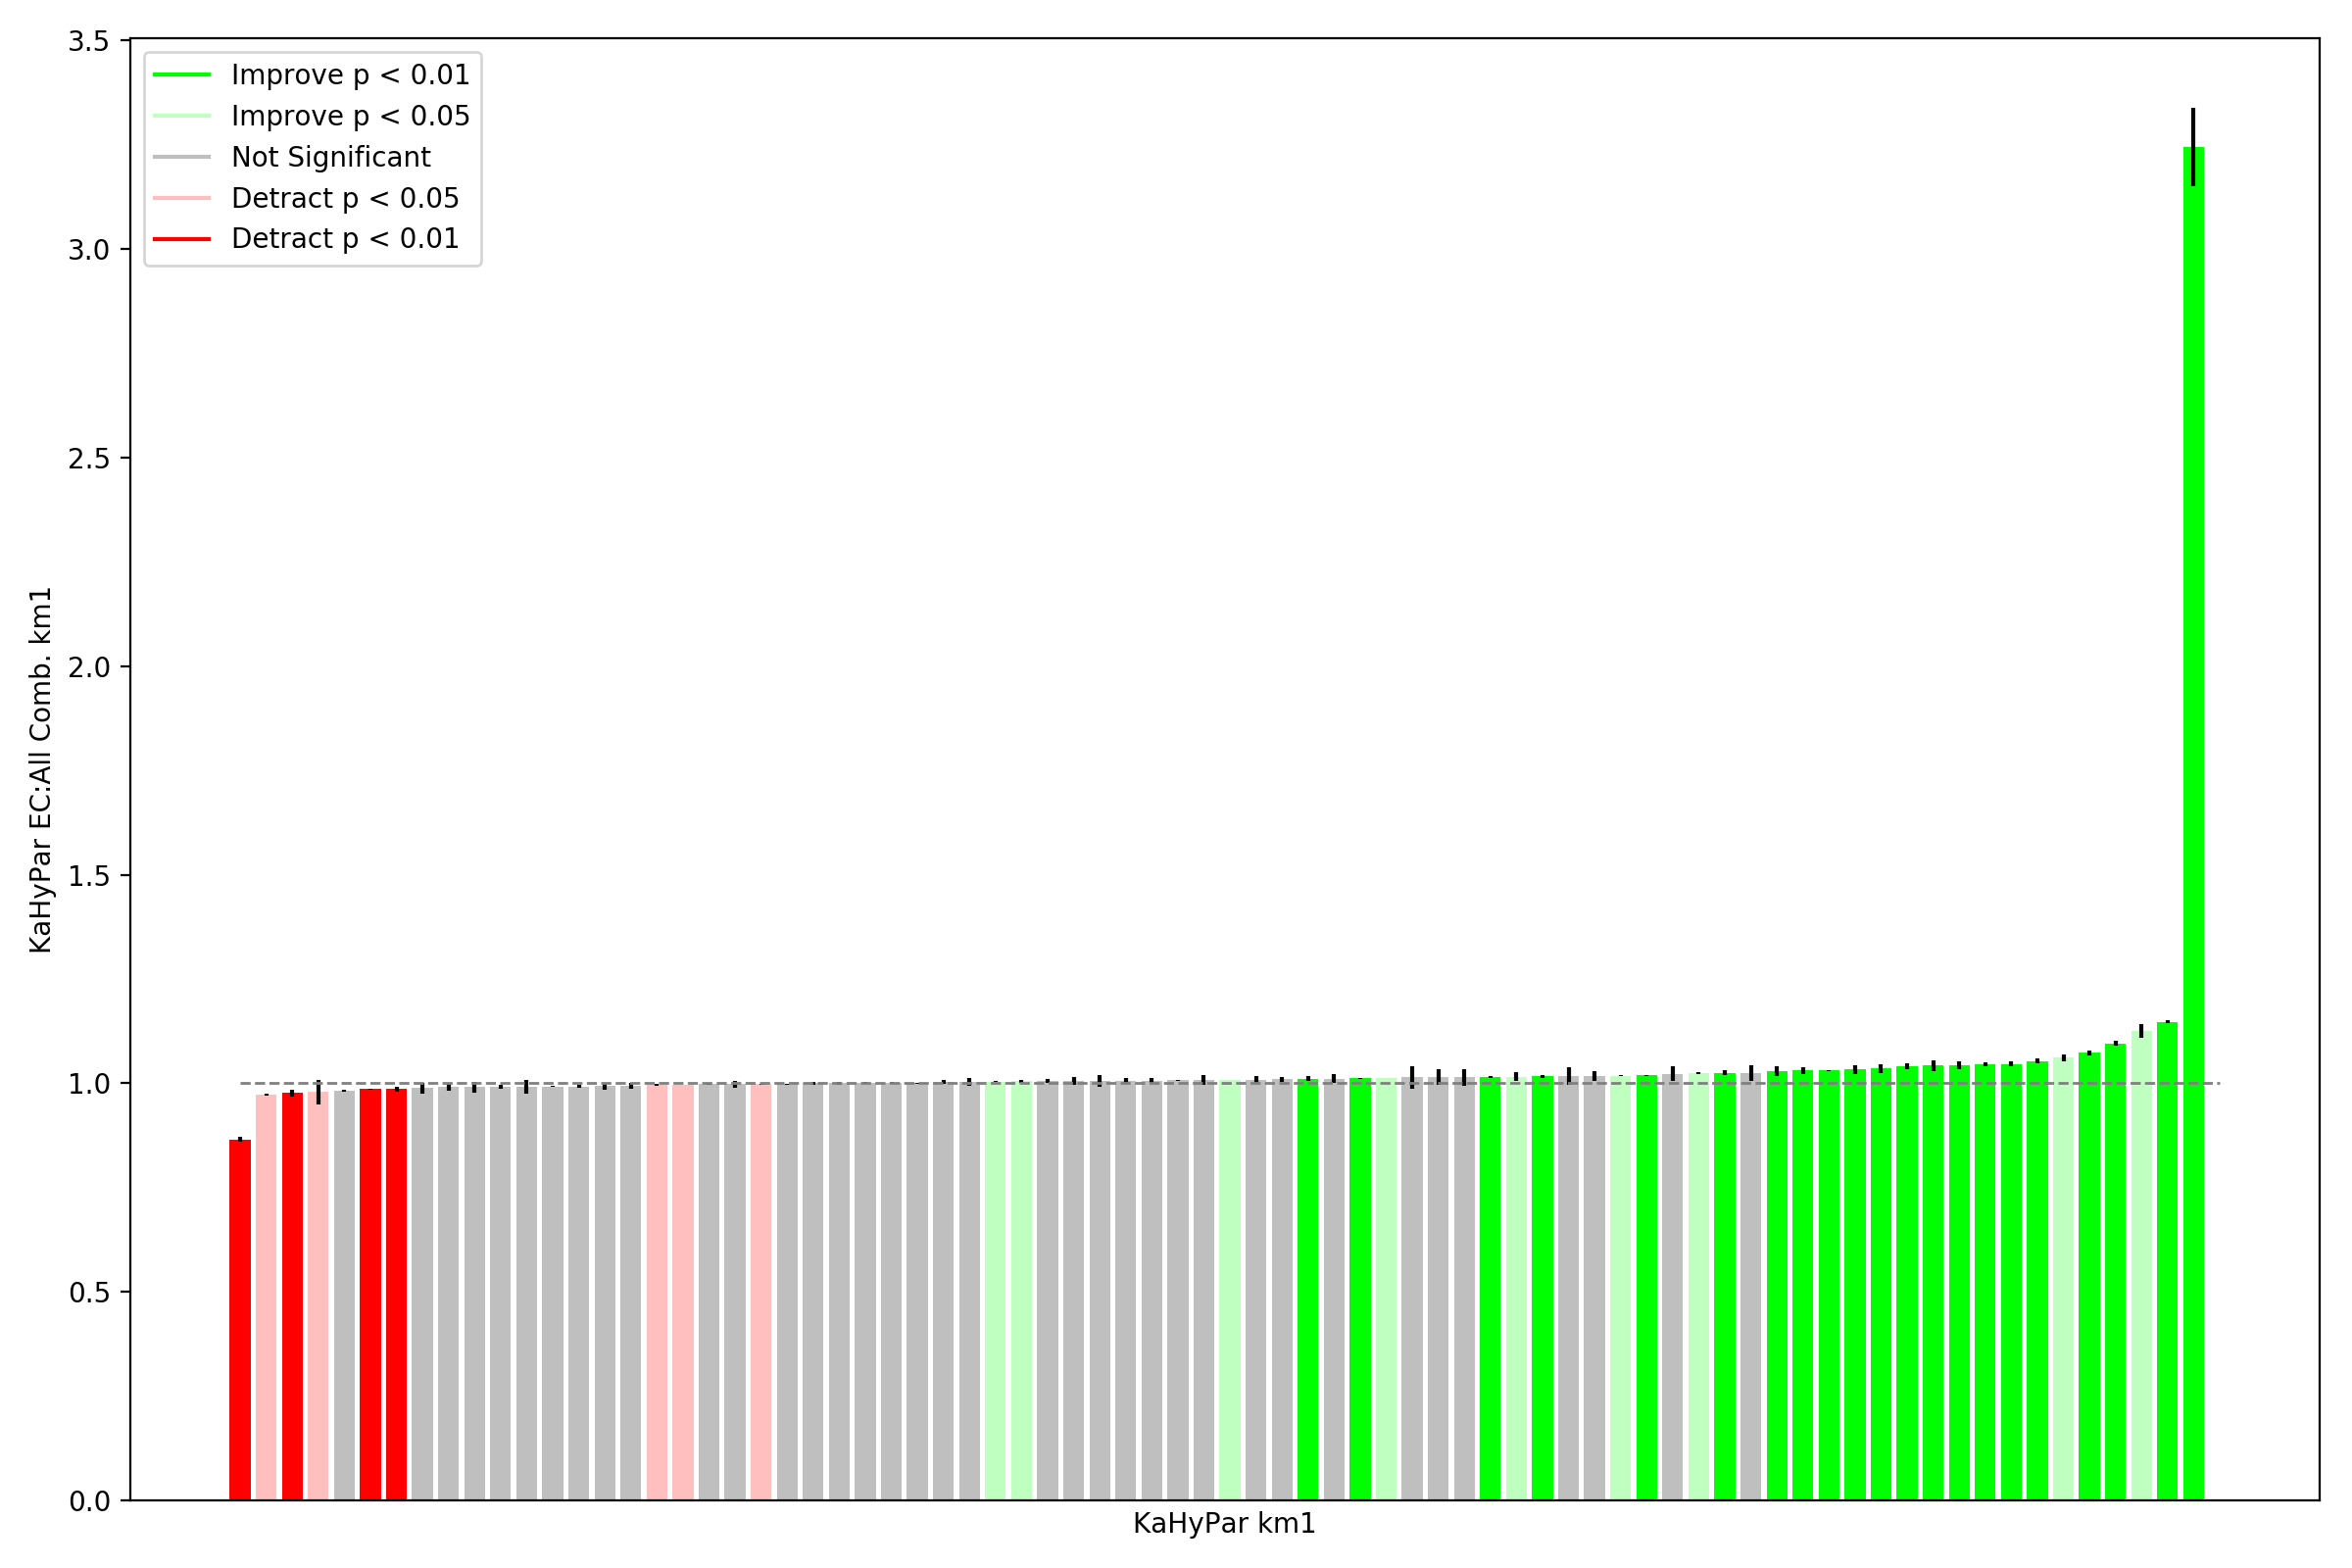 3.5
3.0
2.5
2.0
1.5
1.0
0.5
0.0
KaHyPar EC:All Comb. km1
Improve p < 0.01
Improve p < 0.05
Not Significant
Detract p < 0.05
Detract p < 0.01
KaHyPar km1